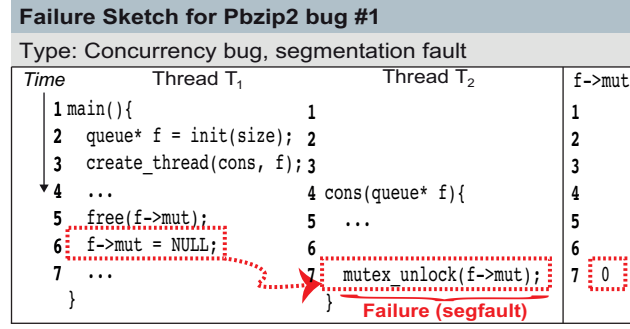 Failure Sketch for Pbzip2 bug #1
Type: Concurrency bug, segmentation fault
Time Thread T1 Thread T2 f->mut
1 main(){ 1 1
2 queue* f = init(size); 2 2
3 create_thread(cons, f); 3 3
4 ... 4 cons(queue* f){ 4
5 free(f->mut); 5 ... 5
6 f->mut = NULL; 6 6
7 ... 7 mutex_unlock(f->mut); 7 0
} } Failure (segfault)